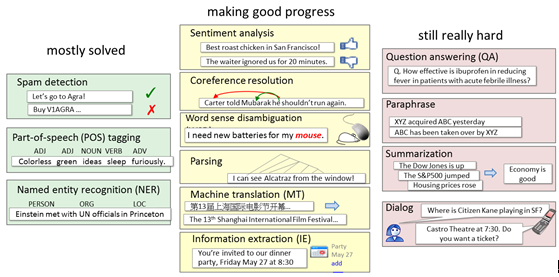 mostly solved
Spam detection
Let's go to Agra!
Buy V1AGRA ...
Part-of-speech (POS) tagging
ADJ ADJ NOUN VERB ADV
Colorless green ideas sleep furiously.
Named entity recognition (NER)
PERSON ORG LOC
Einstein met with UN officials in Princeton
making good progress
Sentiment analysis
Best roast chicken in San Francisco!
The waiter ignored us for 20 minutes.
Coreference resolution
Carter told Mubarak he shouldn't run again.
Word sense disambiguation
I need new batteries for my mouse.
Parsing
I can see Alcatraz from the window!
Machine translation (MT)
第13届上海国际电影节开幕...
The 13th Shanghai International Film Festival...
Information extraction (IE)
You're invited to our
dinner party, Friday May 27 at 8:30
Party
May 27
add
still really hard
Question answering (QA)
Q. How effective is ibuprofen in reducing
fever in patients with acute febrile illness?
Paraphrase
XYZ acquired ABC yesterday
ABC has been taken over by XYZ
Summarization
The Dow Jones is up
The S&P500 jumped
Housing prices rose
Economy is
good
Dialog
Where is Citizen Kane playing in SF?
Castro Theatre at 7:30. Do
you want a ticket?